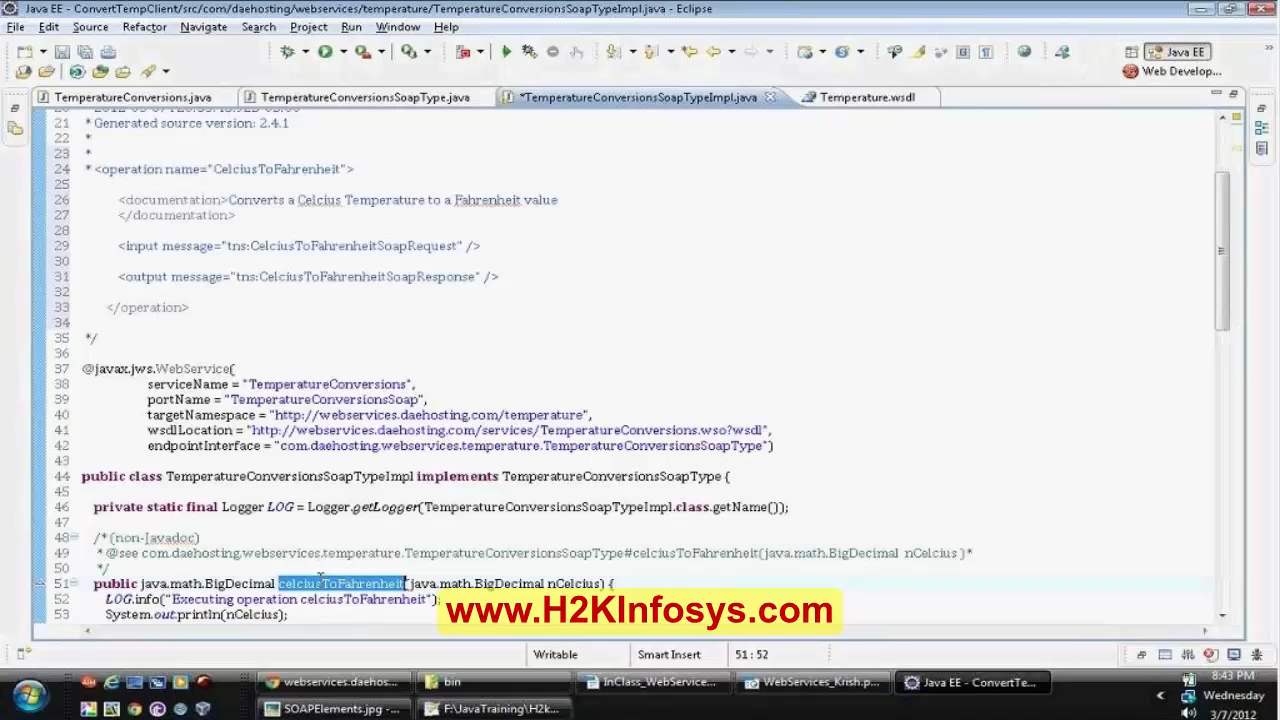 Java EE - ConvertTempClient/src/com/daehosting/webservices/temperature/TemperatureConversionsSoapTypeImpl.java - Eclipse
File Edit Source Refactor Navigate Search Project Run Window Help
Java EE
Web Develop...
TemperatureConversions.java TemperatureConversionsSoapType.java *TemperatureConversionsSoapTypeImpl.java Temperature.wsdl
21 * Generated source version: 2.4.1
22 *
23 *
24 * <operation name="CelciusToFahrenheit">
25
26 <documentation>Converts a Celcius Temperature to a Fahrenheit value
27 </documentation>
28
29 <input message="tns:CelciusToFahrenheitSoapRequest" />
30
31 <output message="tns:CelciusToFahrenheitSoapResponse" />
32
33 </operation>
34
35 */
36
37 @javax.jws.WebService(
38 serviceName = "TemperatureConversions",
39 portName = "TemperatureConversionsSoap",
40 targetNamespace = "http://webservices.daehosting.com/temperature",
41 wsdlLocation = "http://webservices.daehosting.com/services/TemperatureConversions.wso?wsdl",
42 endpointInterface = "com.daehosting.webservices.temperature.TemperatureConversionsSoapType")
43
44 public class TemperatureConversionsSoapTypeImpl implements TemperatureConversionsSoapType {
45
46 private static final Logger LOG = Logger.getLogger(TemperatureConversionsSoapTypeImpl.class.getName());
47
48 /* (non-Javadoc)
49 * @see com.daehosting.webservices.temperature.TemperatureConversionsSoapType#celciusToFahrenheit(java.math.BigDecimal nCelcius )*
50 */
51 public java.math.BigDecimal celciusToFahrenheit(java.math.BigDecimal nCelcius) {
52 LOG.info("Executing operation celciusToFahrenheit");
53 System.out.println(nCelcius);
www.H2KInfosys.com
Writable Smart Insert 51 : 52
webservices.daehos... bin InClass_WebService... WebServices_Krish.p... Java EE - ConvertTe...
SOAPElements.jpg - ... F:\JavaTraining\H2k...
8:43 PM
Wednesday
3/7/2012